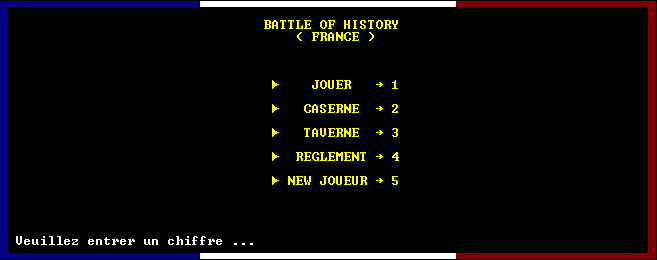 BATTLE OF HISTORY
( FRANCE )
► JOUER → 1
► CASERNE → 2
► TAVERNE → 3
► REGLEMENT → 4
► NEW JOUEUR → 5
Veuillez entrer un chiffre ...